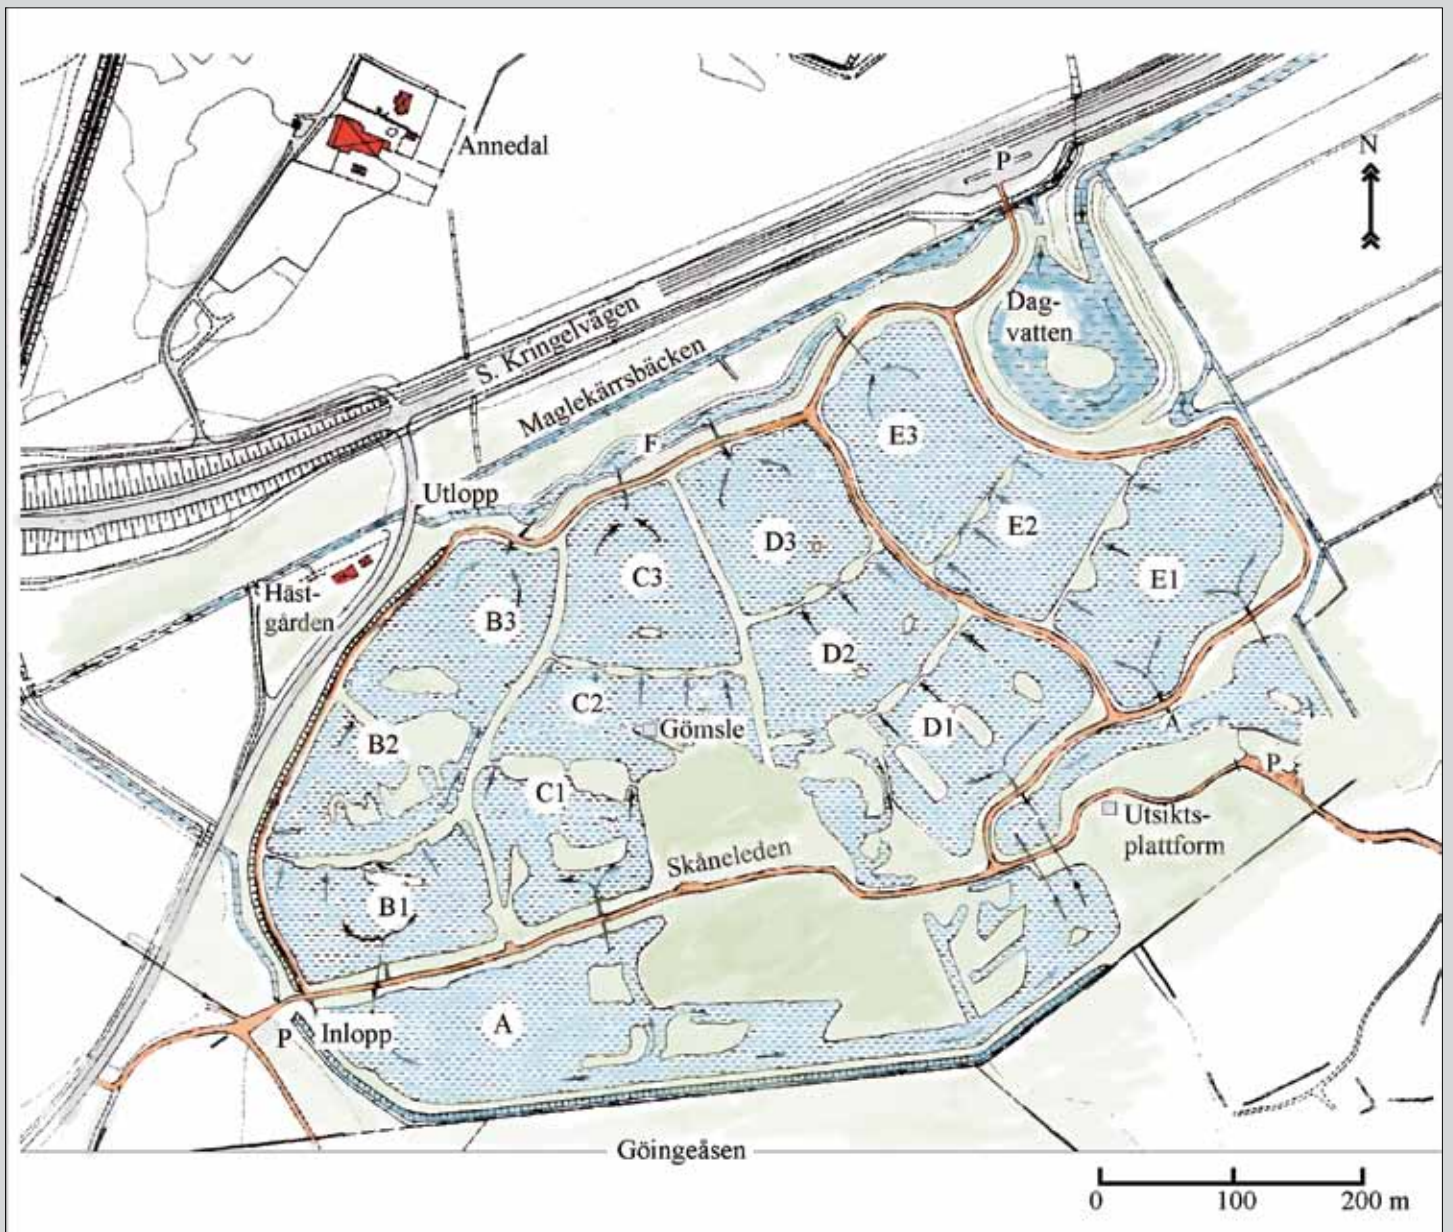 Annedal
P
N
S. Kringelvägen
Dag-
vatten
Maglekärrsbäcken
F
E3
Utlopp
E2
D3
C3
E1
Häst-
gården
B3
D2
C2
Gömsle
D1
B2
P
C1
Utsikts-
plattform
Skåneleden
B1
A
P
Inlopp
Göingeåsen
0 100 200 m